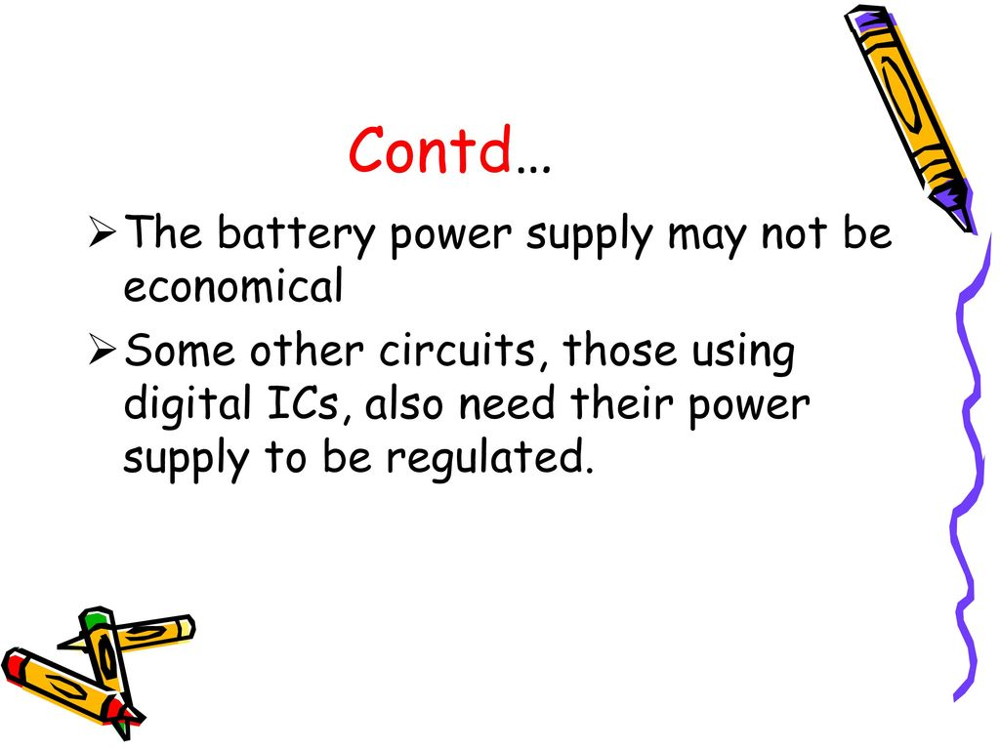 Contd…
➢The battery power supply may not be
economical
➢Some other circuits, those using
digital ICs, also need their power
supply to be regulated.